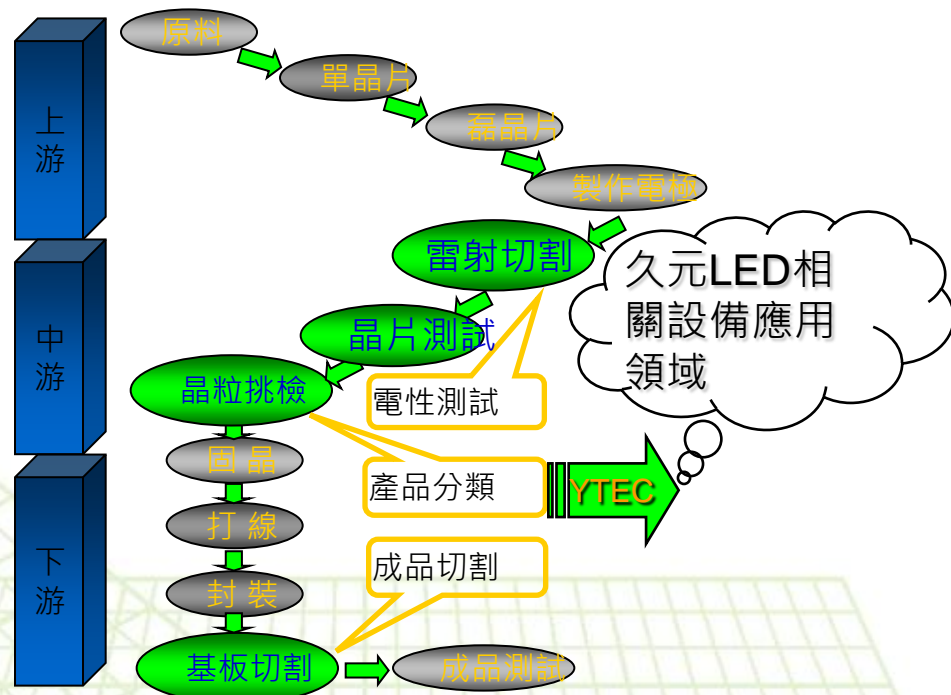 上
游
中
游
下
游
原料
單晶片
磊晶片
製作電極
雷射切割
晶片測試
晶粒挑檢
固晶
打線
封裝
基板切割
成品測試
電性測試
產品分類
成品切割
YTEC
久元LED相
關設備應用
領域